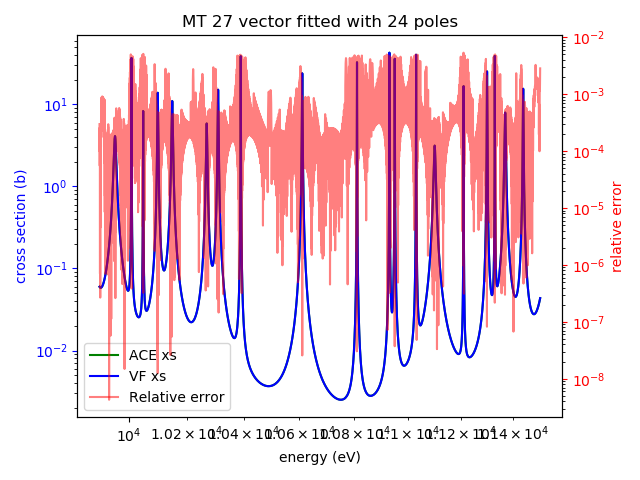 MT 27 vector fitted with 24 poles
cross section (b)
10¹
10⁰
10⁻¹
10⁻²
10⁻²
10⁻³
10⁻⁴
10⁻⁵
10⁻⁶
10⁻⁷
10⁻⁸
relative error
ACE xs
VF xs
Relative error
10⁴ 1.02 × 10⁴ 1.04 × 10⁴ 1.06 × 10⁴ 1.08 × 10⁴ 1.1 × 10⁴ 1.12 × 10⁴ 1.14 × 10⁴
energy (eV)